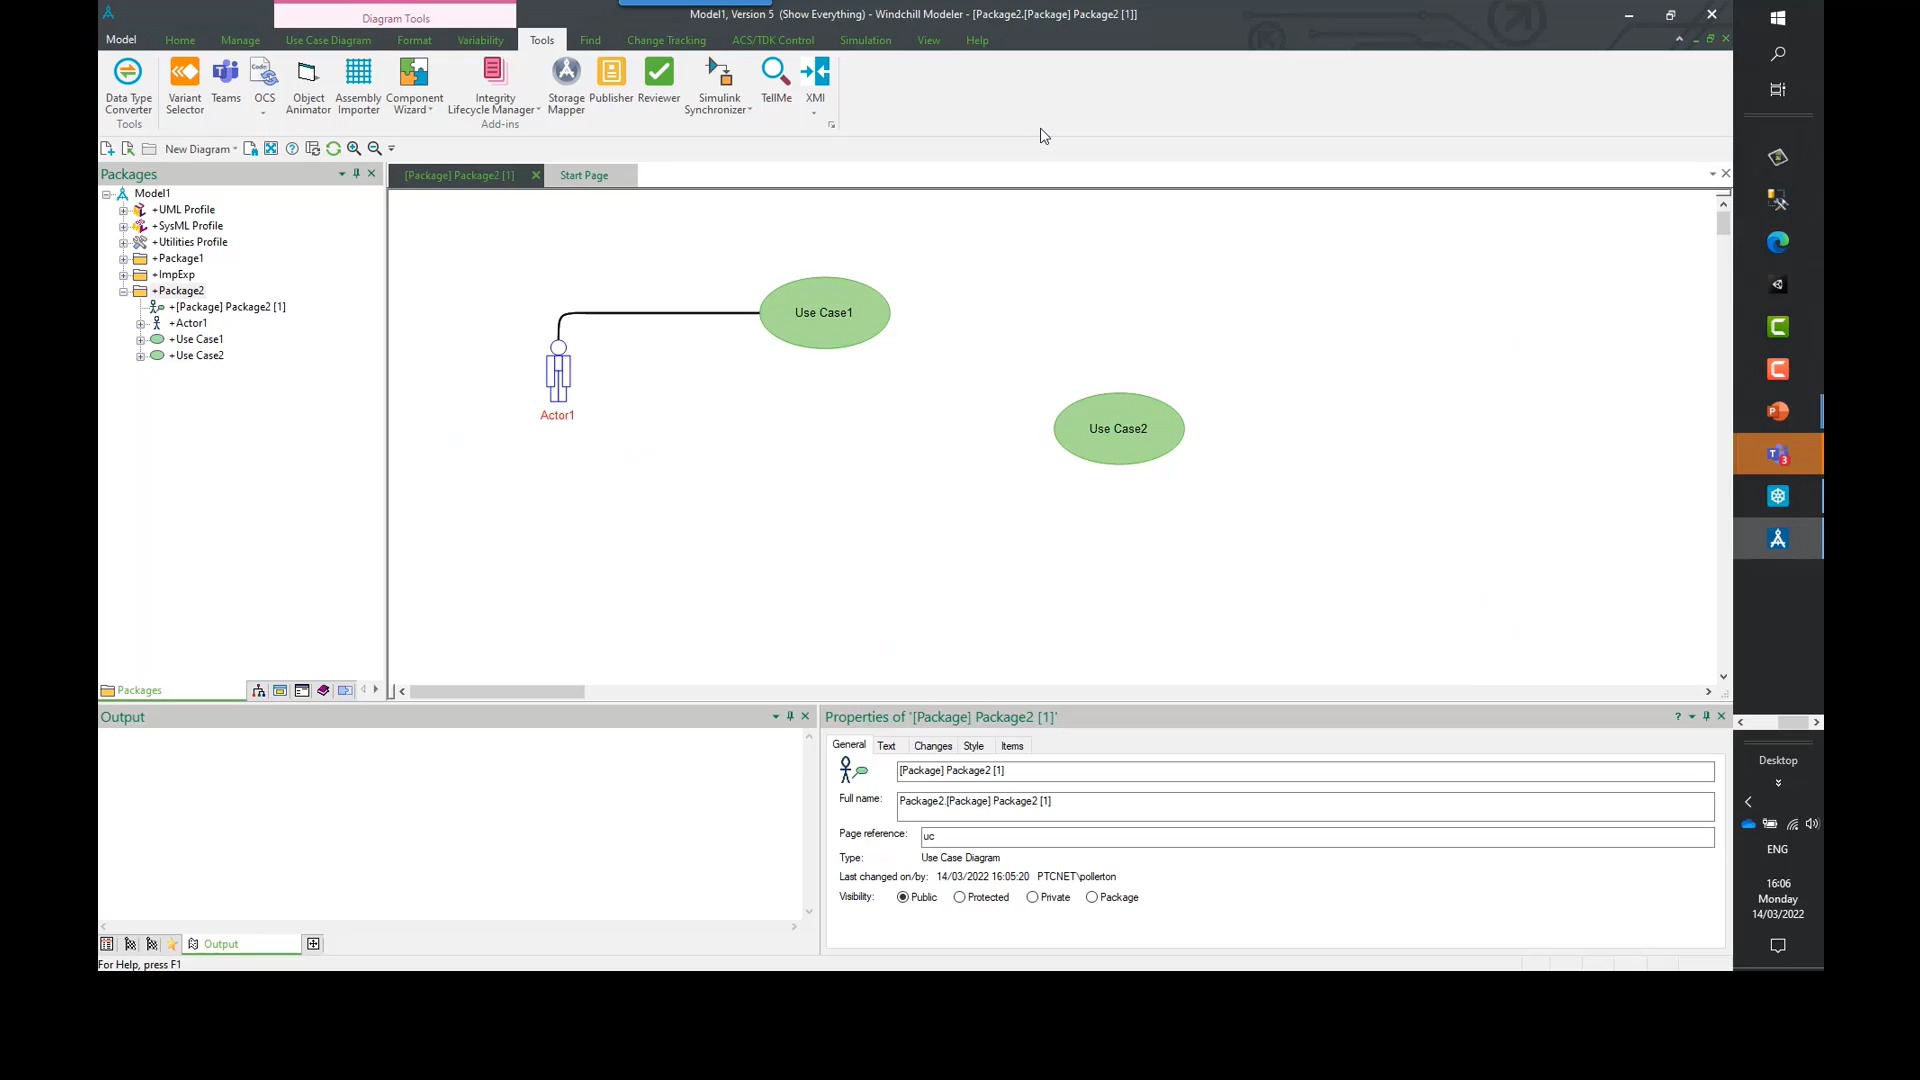 Diagram Tools
Model1, Version 5 (Show Everything) - Windchill Modeler - [Package2.[Package] Package2 [1]]
Model Home Manage Use Case Diagram Format Variability Tools Find Change Tracking ACS/TDK Control Simulation View Help
Data Type Converter
Variant Selector
Teams
OCS
Object Animator
Assembly Importer
Component Wizard
Integrity Lifecycle Manager
Storage Mapper
Publisher
Reviewer
Simulink Synchronizer
TellMe
XMI
Tools
Add-ins
New Diagram
Packages
[Package] Package2 [1]
Start Page
Model1
+UML Profile
+SysML Profile
+Utilities Profile
+Package1
+ImpExp
+Package2
+[Package] Package2 [1]
+Actor1
+Use Case1
+Use Case2
Use Case1
Actor1
Use Case2
Packages
Output
Properties of '[Package] Package2 [1]'
General Text Changes Style Items
[Package] Package2 [1]
Full name: Package2.[Package] Package2 [1]
Page reference: uc
Type: Use Case Diagram
Last changed on/by: 14/03/2022 16:05:20 PTCNET\pollerton
Visibility: Public Protected Private Package
Output
For Help, press F1
Desktop
ENG
16:06
Monday
14/03/2022